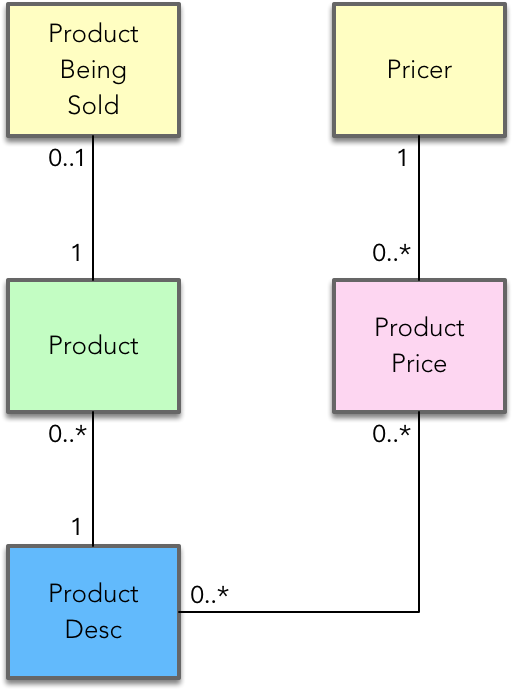 Product
Being
Sold
Pricer
0..1
1
1
0..*
Product
Product
Price
0..*
0..*
1
Product
Desc
0..*